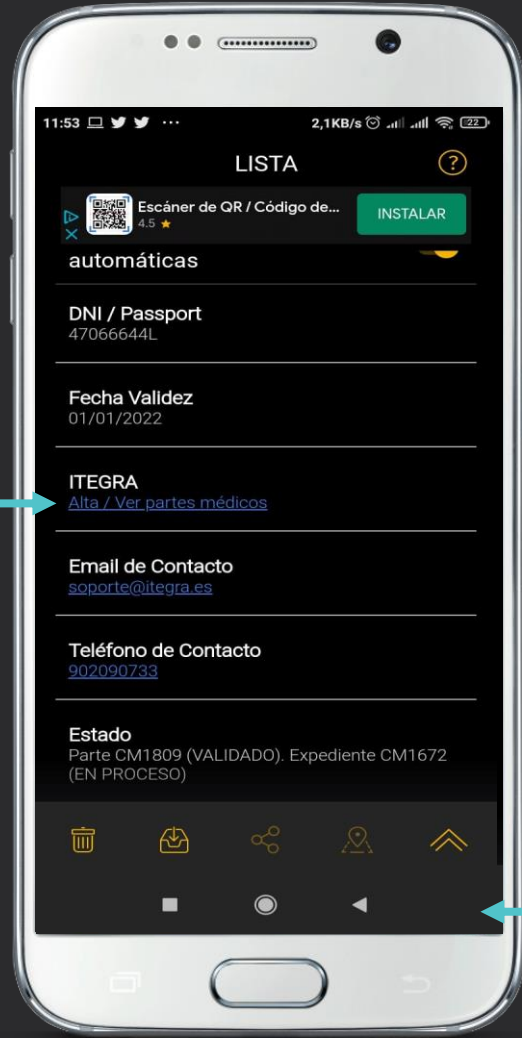 11:53 ... 2,1KB/s 22
LISTA ?
Escáner de QR / Código de...
4.5 ★
INSTALAR
automáticas
DNI / Passport
47066644L
Fecha Validez
01/01/2022
ITEGRA
Alta / Ver partes médicos
Email de Contacto
soporte@itegra.es
Teléfono de Contacto
902090733
Estado
Parte CM1809 (VALIDADO). Expediente CM1672
(EN PROCESO)